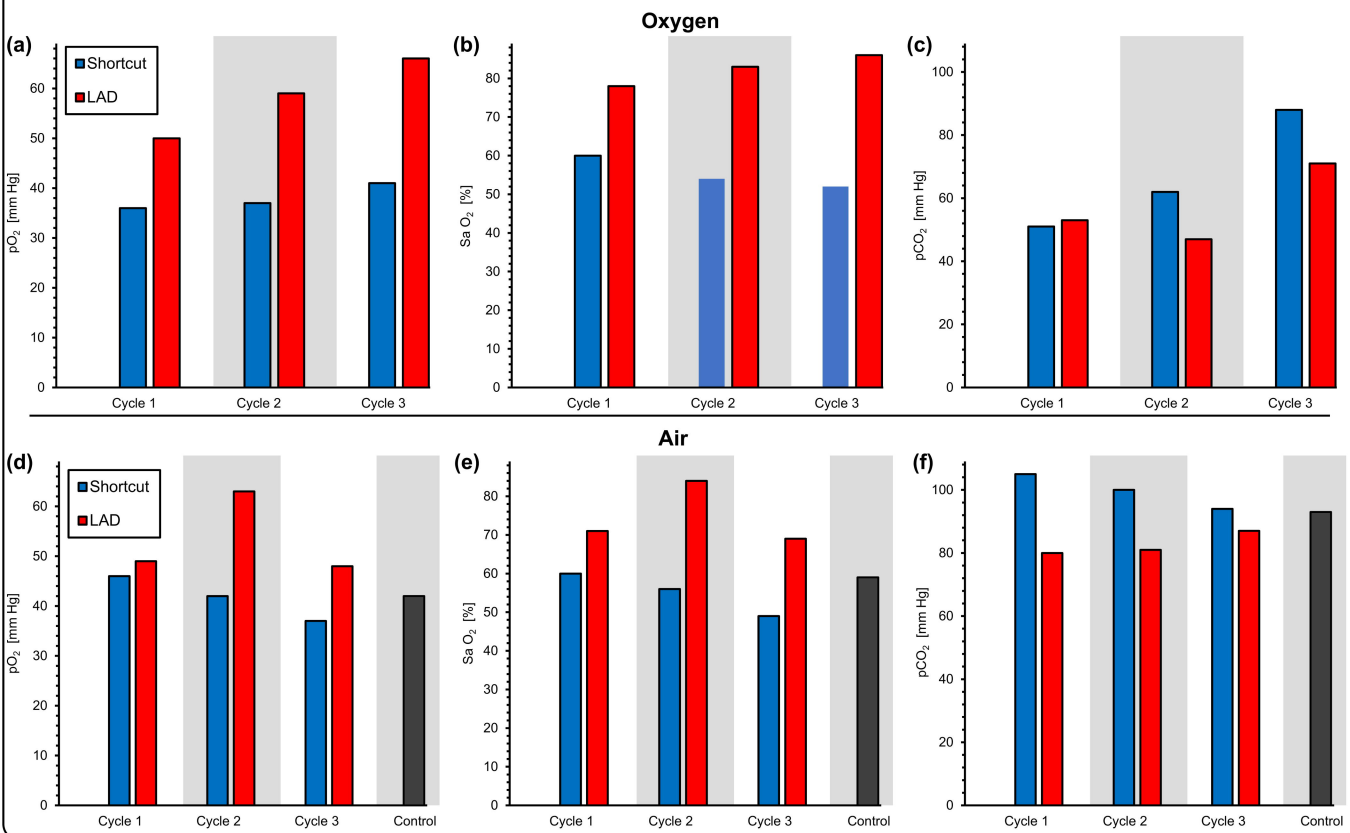 Oxygen
(a)
Shortcut
LAD
pO2 [mm Hg]
60
50
40
30
20
10
0
Cycle 1 Cycle 2 Cycle 3
(b)
Sa O2 [%]
80
70
60
50
40
30
20
10
0
Cycle 1 Cycle 2 Cycle 3
(c)
pCO2 [mm Hg]
100
80
60
40
20
0
Cycle 1 Cycle 2 Cycle 3
Air
(d)
Shortcut
LAD
pO2 [mm Hg]
60
50
40
30
20
10
0
Cycle 1 Cycle 2 Cycle 3 Control
(e)
Sa O2 [%]
80
70
60
50
40
30
20
10
0
Cycle 1 Cycle 2 Cycle 3 Control
(f)
pCO2 [mm Hg]
100
80
60
40
20
0
Cycle 1 Cycle 2 Cycle 3 Control